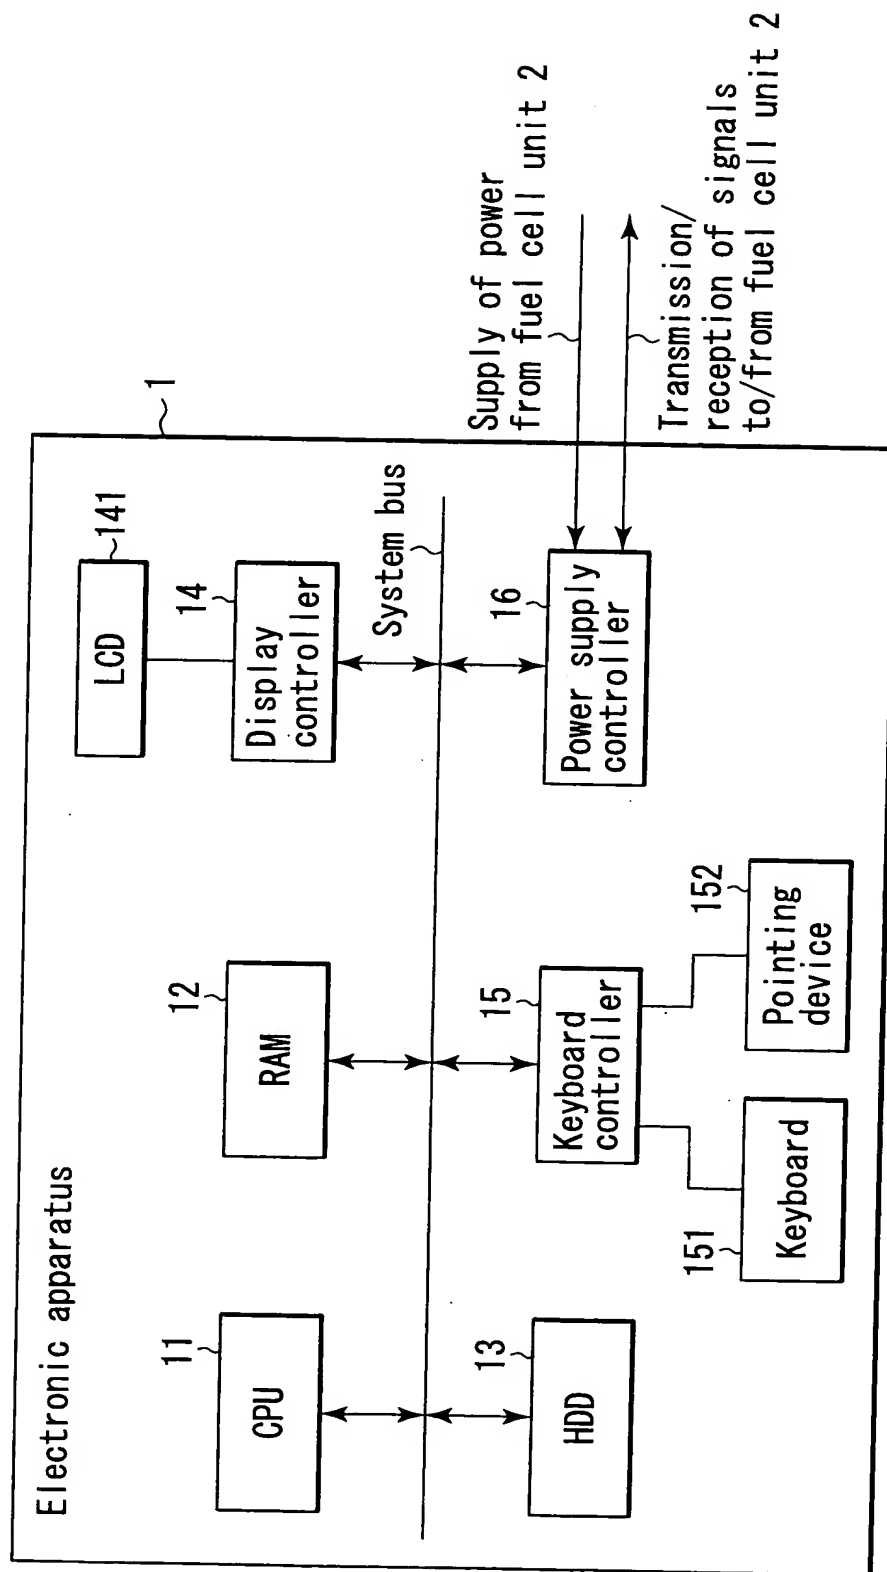 Electronic apparatus
1
11
CPU
12
RAM
141
LCD
14
Display
controller
System bus
13
HDD
15
Keyboard
controller
16
Power supply
controller
151
Keyboard
152
Pointing
device
Supply of power
from fuel cell unit 2
Transmission/
reception of signals
to/from fuel cell unit 2